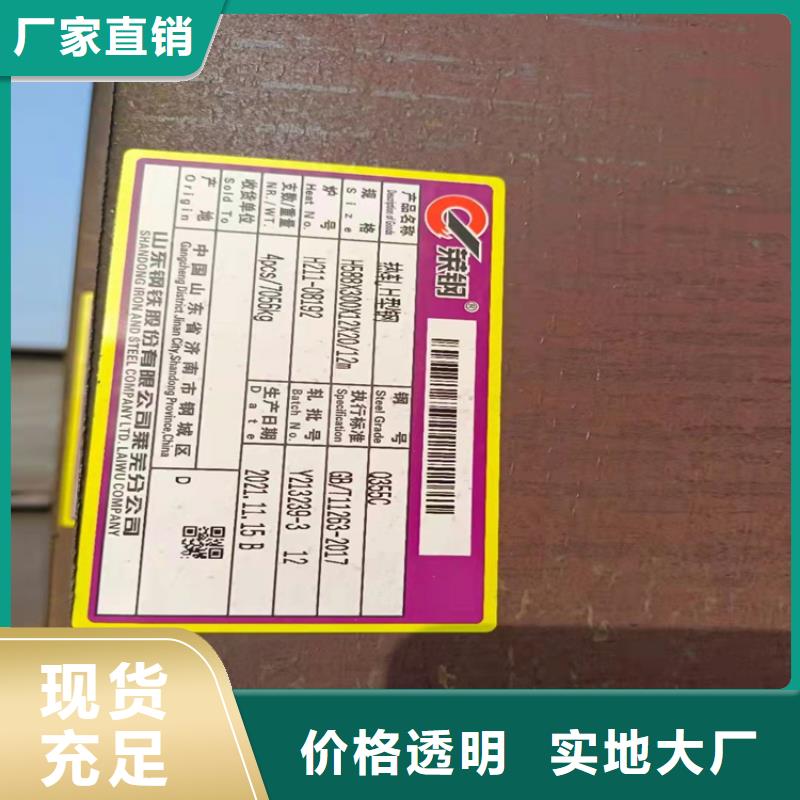 厂家直销
莱钢®
产品名称 热轧H型钢 钢号 Q355C
Description of Goods Steel Grade
规格 H588X300X12X20/12m 执行标准 GB/T11263-2017
Size Specification
炉号 H211-08192 轧批号 Y213239-3 12
Heat No. Batch No.
支数/重量 4pcs/7056kg 生产日期 2021.11.15 B
NR./WT. Date
收货单位
Sold To
产地 中国山东省济南市钢城区 D
Origin Gangcheng District Jinan City,Shandong Province,China
山东钢铁股份有限公司莱芜分公司
SHANDONG IRON AND STEEL COMPANY LTD. LAIWU COMPANY
现货
充足
价格透明 实地大厂